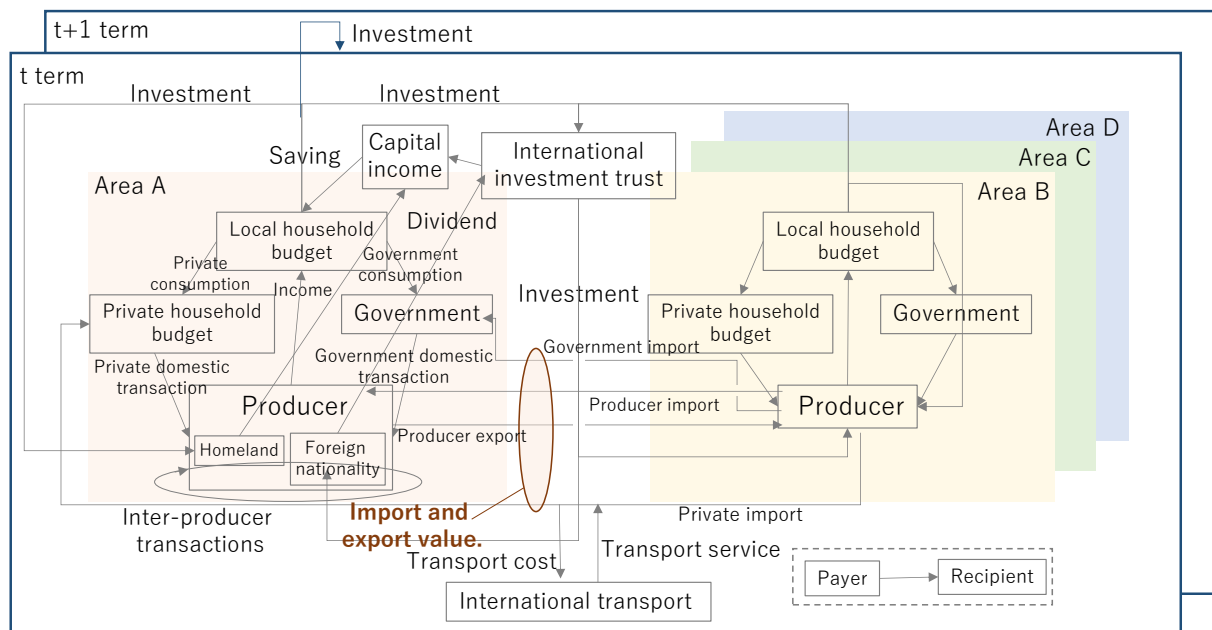 t+1 term
Investment
t term
Investment
Investment
Area D
Capital
income
International
investment trust
Area C
Saving
Area A
Area B
Dividend
Local household
budget
Local household
budget
Government
consumption
Private
consumption
Income
Investment
Private household
budget
Government
Private household
budget
Government
Government import
Private domestic
transaction
Government domestic
transaction
Producer
Producer import
Producer
Producer export
Homeland
Foreign
nationality
Inter-producer
transactions
Import and
export value.
Private import
Transport cost
Transport service
International transport
Payer
Recipient